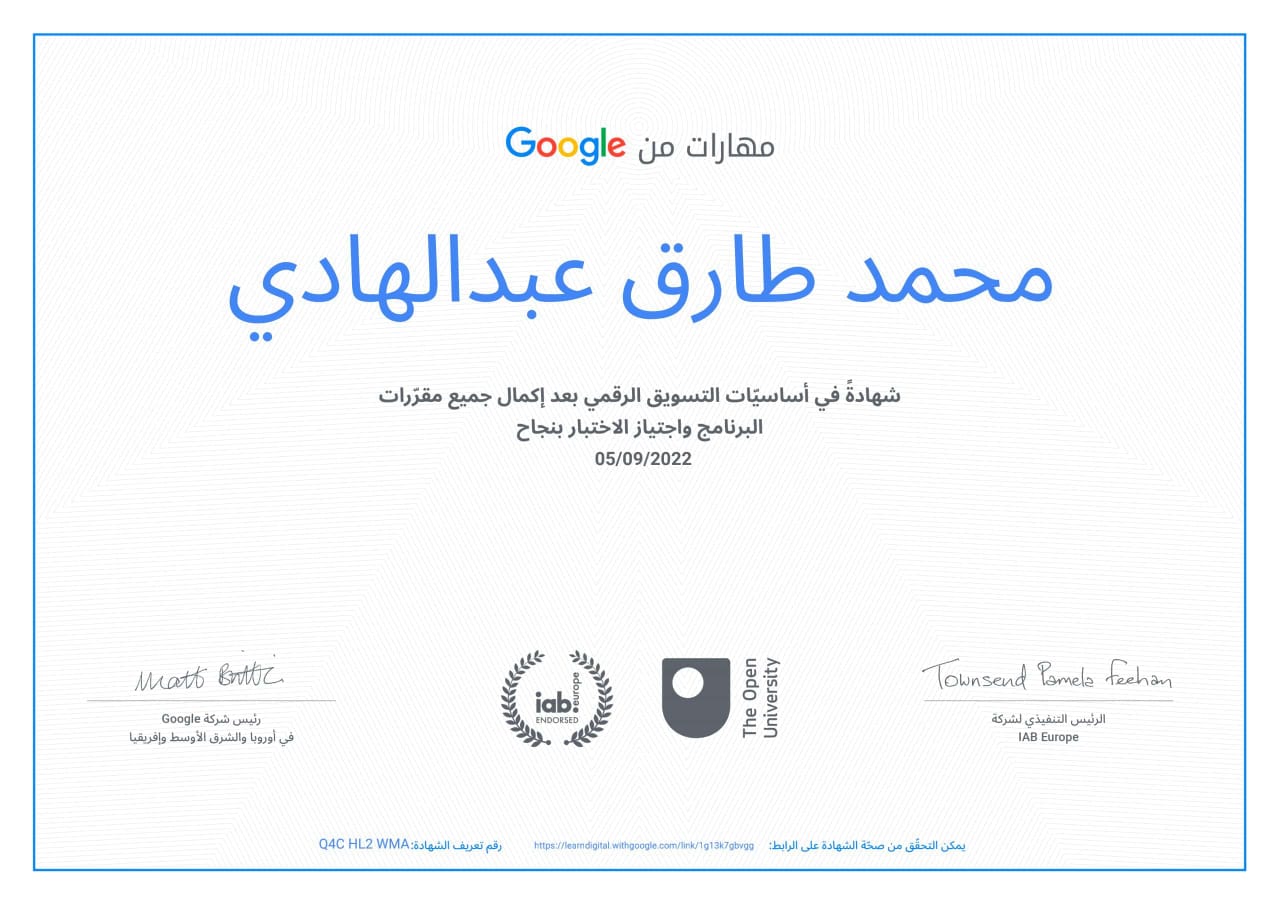 مهارات من Google
محمد طارق عبدالهادي
شهادةً في أساسيّات التسويق الرقمي بعد إكمال جميع مقرّرات
البرنامج واجتياز الاختبار بنجاح
05/09/2022
Townsend Pamela Feehan
الرئيس التنفيذي لشركة
IAB Europe
The Open
University
iab.europe
ENDORSED
Matt Brittin
رئيس شركة Google
في أوروبا والشرق الأوسط وإفريقيا
يمكن التحقّق من صحّة الشهادة على الرابط: https://learndigital.withgoogle.com/link/1g13k7gbvgg رقم تعريف الشهادة:Q4C HL2 WMA